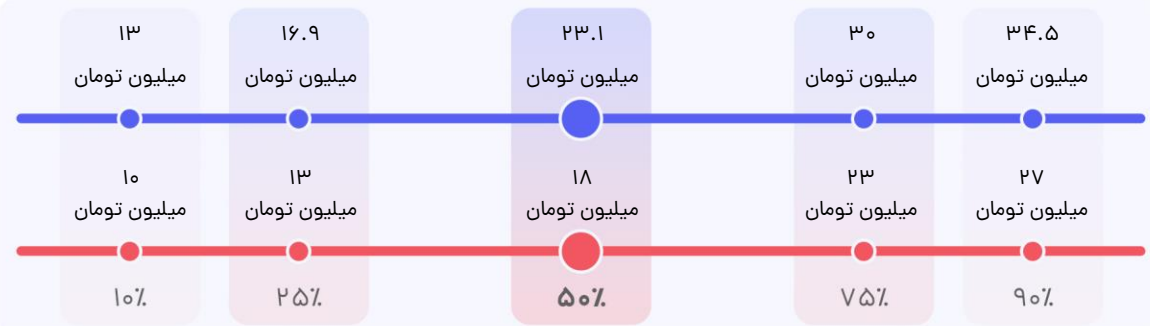 ۱۳ ۱۶.۹ ۲۳.۱ ۳۰ ۳۴.۵
میلیون تومان میلیون تومان میلیون تومان میلیون تومان میلیون تومان
۱۰ ۱۳ ۱۸ ۲۳ ۲۷
میلیون تومان میلیون تومان میلیون تومان میلیون تومان میلیون تومان
۱۰٪ ۲۵٪ ۵۰٪ ۷۵٪ ۹۰٪